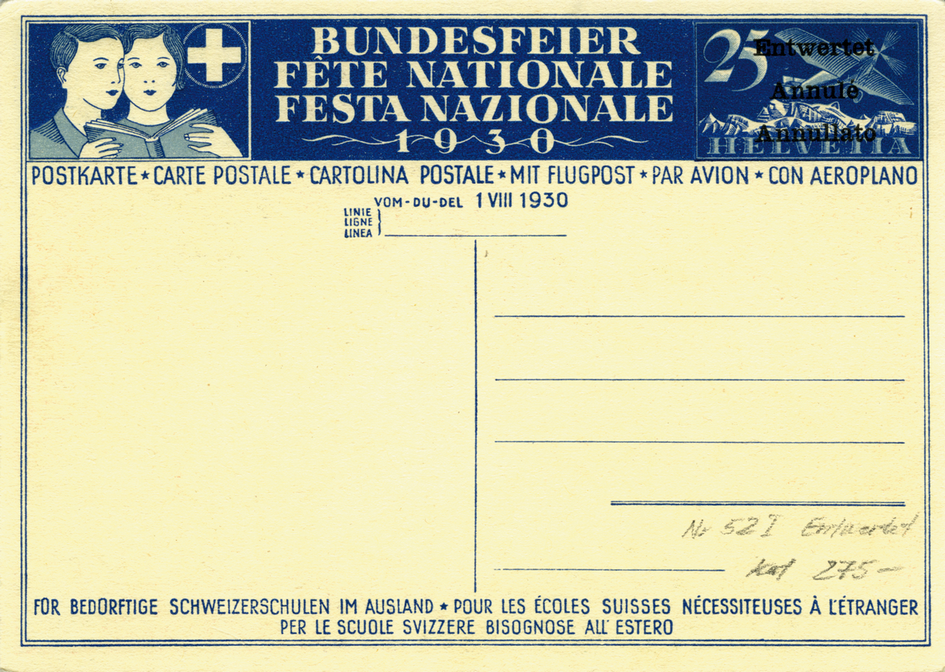 BUNDESFEIER
FÊTE NATIONALE
FESTA NAZIONALE
1930
25
Entwertet
Annulé
Annullato
HELVETIA
POSTKARTE ★ CARTE POSTALE ★ CARTOLINA POSTALE ★ MIT FLUGPOST ★ PAR AVION ★ CON AEROPLANO
VOM-DU-DEL 1 VIII 1930
LINIE
LIGNE
LINEA
Nr 52 I Entwertet
Kat 275-
FÜR BEDÜRFTIGE SCHWEIZERSCHULEN IM AUSLAND ★ POUR LES ÉCOLES SUISSES NÉCESSITEUSES À L'ÉTRANGER
PER LE SCUOLE SVIZZERE BISOGNOSE ALL' ESTERO